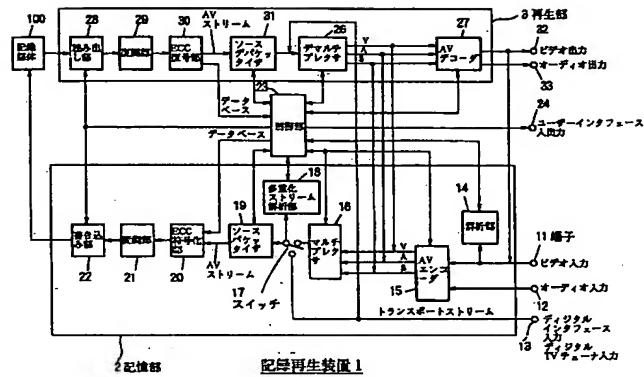 100
記録媒体
28
読み出し部
29
復調部
30
ECC
復号部
AVストリーム
31
ソース
デパケッタ
イザ
26
デマルチ
プレクサ
V
A
S
27
AV
デコーダ
3 再生部
32
ビデオ出力
33
オーディオ出力
24
ユーザーインタフェース
入出力
データ
ベース
データベース
23
制御部
18
多重化
ストリーム
解析部
14
解析部
19
ソース
パケッタ
イザ
16
マルチ
プレク
サ
V
A
S
AV
エン
コーダ
15
11 端子
ビデオ入力
オーディオ入力
12
書き込
み部
22
変調部
21
ECC
符号化
部
20
AV
ストリーム
17
スイッチ
トランスポートストリーム
ディジタル
インタフェース
入力
ディジタル
TVチューナ入力
13
2 記憶部
記録再生装置1